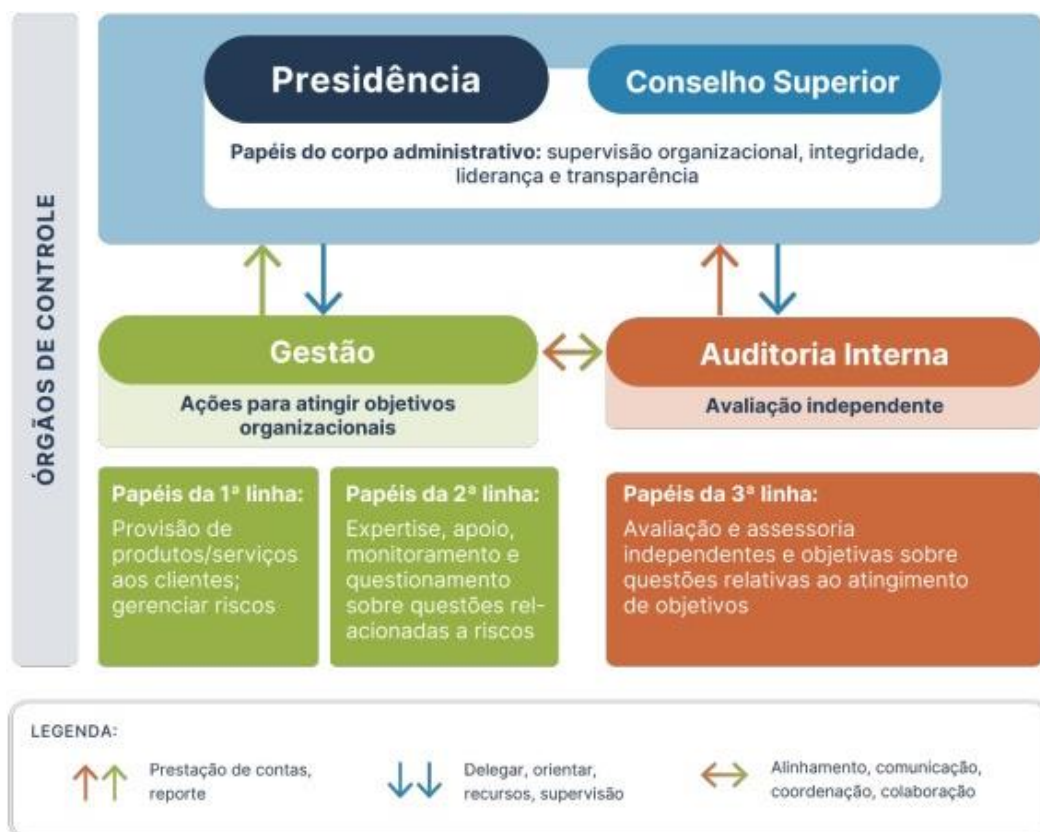 ÓRGÃOS DE CONTROLE
Presidência
Conselho Superior
Papéis do corpo administrativo: supervisão organizacional, integridade,
liderança e transparência
Gestão
Ações para atingir objetivos
organizacionais
Auditoria Interna
Avaliação independente
Papéis da 1ª linha:
Provisão de
produtos/serviços
aos clientes;
gerenciar riscos
Papéis da 2ª linha:
Expertise, apoio,
monitoramento e
questionamento
sobre questões rel-
acionadas a riscos
Papéis da 3ª linha:
Avaliação e assessoria
independentes e objetivas sobre
questões relativas ao atingimento
de objetivos
LEGENDA:
Prestação de contas,
reporte
Delegar, orientar,
recursos, supervisão
Alinhamento, comunicação,
coordenação, colaboração